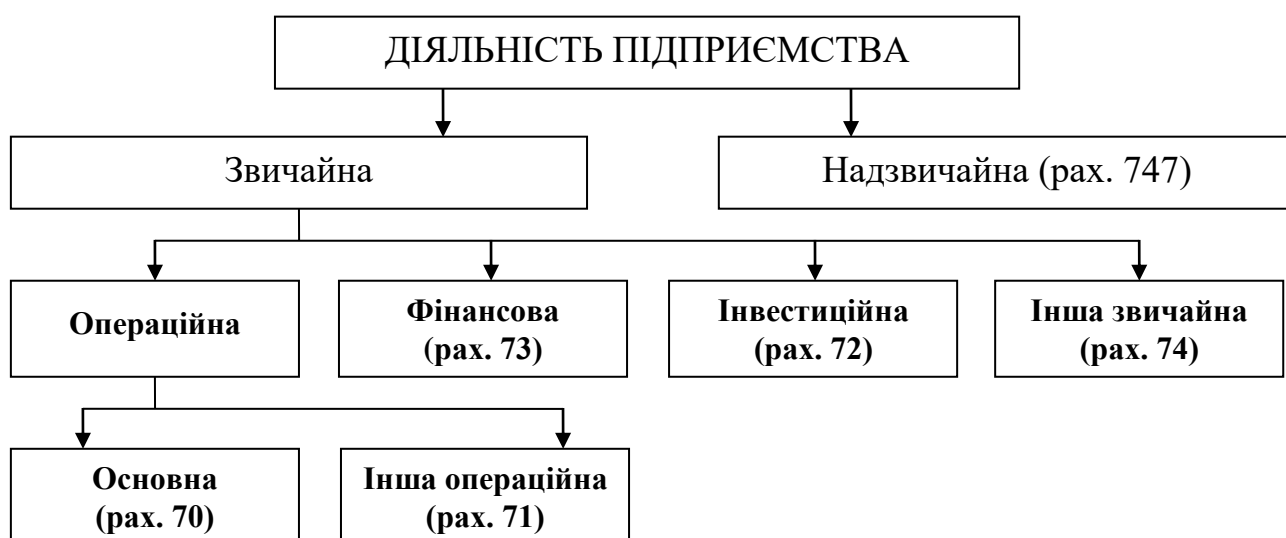 ДІЯЛЬНІСТЬ ПІДПРИЄМСТВА
Звичайна
Надзвичайна (рах. 747)
Операційна
Фінансова
(рах. 73)
Інвестиційна
(рах. 72)
Інша звичайна
(рах. 74)
Основна
(рах. 70)
Інша операційна
(рах. 71)